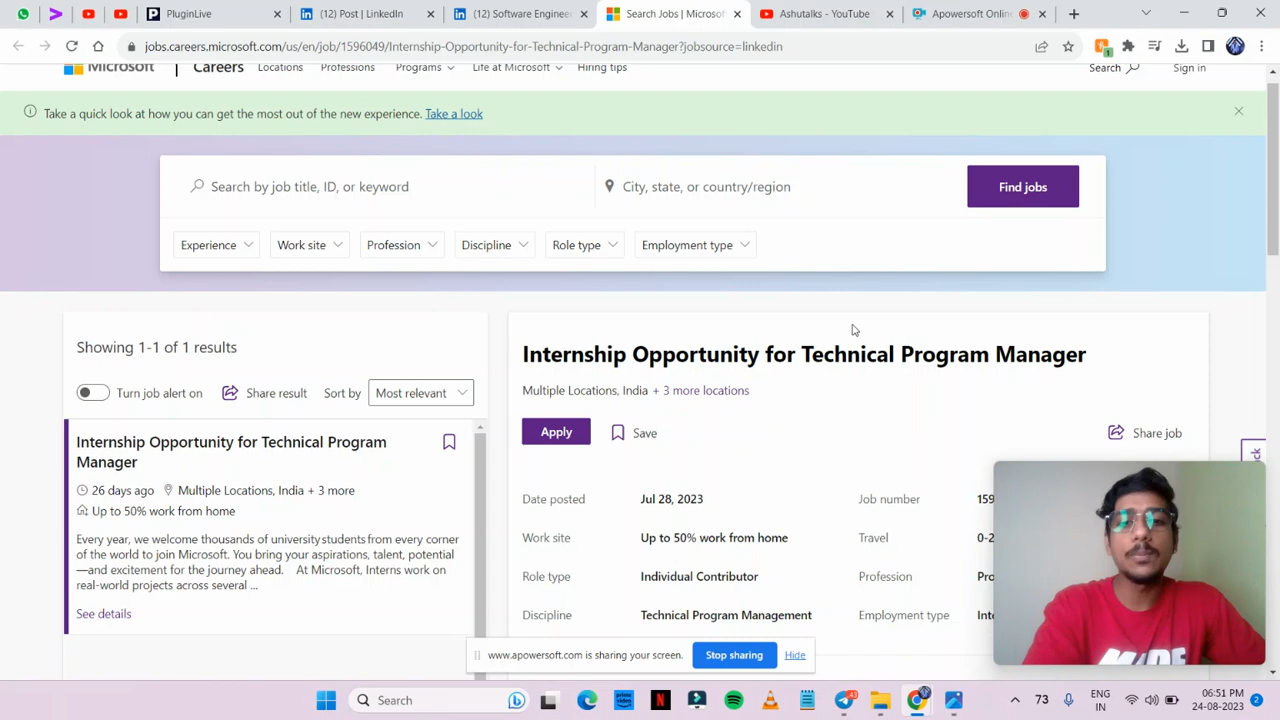 PluginLive
(12) Post | LinkedIn
(12) Software Enginee
Search Jobs | Microsof
Ashutalks - YouTube
Apowersoft Onlin
jobs.careers.microsoft.com/us/en/job/1596049/Internship-Opportunity-for-Technical-Program-Manager?jobsource=linkedin
1
Microsoft
Careers
Locations
Professions
Programs
Life at Microsoft
Hiring tips
Search
Sign in
Take a quick look at how you can get the most out of the new experience. Take a look
Search by job title, ID, or keyword
City, state, or country/region
Find jobs
Experience
Work site
Profession
Discipline
Role type
Employment type
Showing 1-1 of 1 results
Turn job alert on
Share result
Sort by
Most relevant
Internship Opportunity for Technical Program
Manager
26 days ago
Multiple Locations, India + 3 more
Up to 50% work from home
Every year, we welcome thousands of university students from every corner
of the world to join Microsoft. You bring your aspirations, talent, potential
—and excitement for the journey ahead. At Microsoft, Interns work on
real-world projects across several ...
See details
Internship Opportunity for Technical Program Manager
Multiple Locations, India + 3 more locations
Apply
Save
Share job
Date posted
Jul 28, 2023
Job number
159
Work site
Up to 50% work from home
Travel
0-2
Role type
Individual Contributor
Profession
Pro
Discipline
Technical Program Management
Employment type
Inte
www.apowersoft.com is sharing your screen.
Stop sharing
Hide
Search
73
ENG
IN
06:51 PM
24-08-2023
2